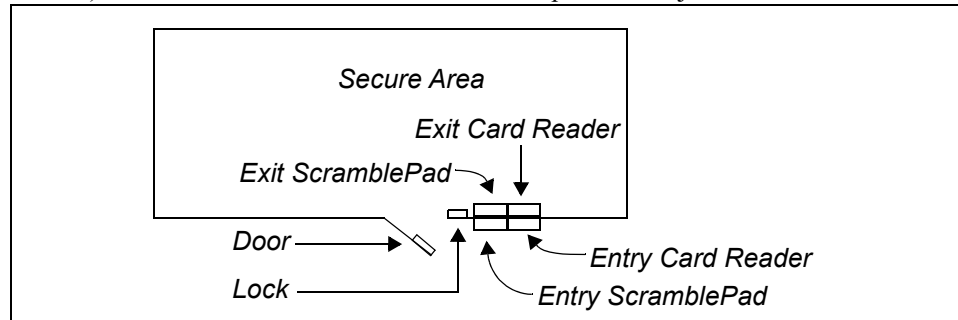 Secure Area
Exit Card Reader
Exit ScramblePad
Door
Entry Card Reader
Lock
Entry ScramblePad